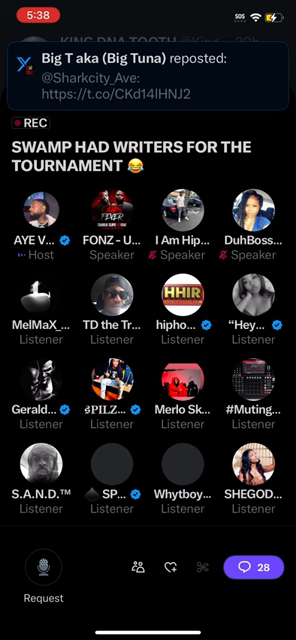 5:38
SOS
KING DNA TOOTH
Big T aka (Big Tuna) reposted:
@Sharkcity_Ave:
https://t.co/CKd14lHNJ2
REC
SWAMP HAD WRITERS FOR THE
TOURNAMENT 😂
FEVER
AYE V... FONZ - U... I Am Hip... DuhBoss...
Host Speaker Speaker Speaker
HHIR
MelMaX_... TD the Tr... hipho... “Hey...
Listener Listener Listener Listener
Gerald... 𝕾PILZ... Merlo Sk... #Muting...
Listener Listener Listener Listener
S.A.N.D.™ ♠ SP... Whytboy... SHEGOD...
Listener Listener Listener Listener
28
Request